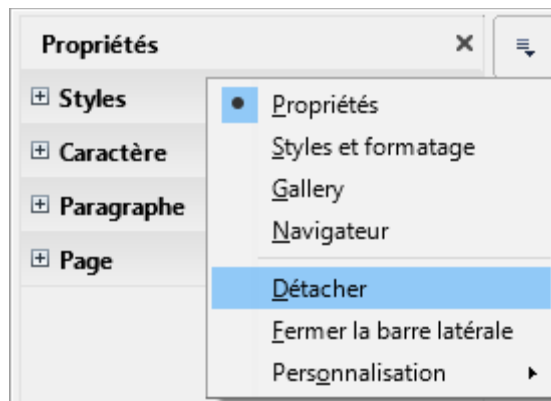 Propriétés
Styles
Caractère
Paragraphe
Page
Propriétés
Styles et formatage
Gallery
Navigateur
Détacher
Fermer la barre latérale
Personnalisation